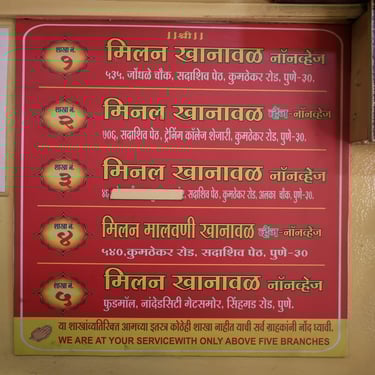 ।।श्री।।
शाखा नं. १
मिलन खानावळ नॉनव्हेज
५३५, जोंधळे चौक, सदाशिव पेठ, कुमठेकर रोड, पुणे-३०.
शाखा नं. २
मिनल खानावळ व्हेज-नॉनव्हेज
१०६, सदाशिव पेठ, ट्रेनिंग कॉलेज शेजारी, कुमठेकर रोड, पुणे-३०.
शाखा नं. ३
मिनल खानावळ नॉनव्हेज
सदाशिव पेठ, कुमठेकर रोड, अलका चौक, पुणे-३०.
शाखा नं. ४
मिलन मालवणी खानावळ व्हेज-नॉनव्हेज
५४०,कुमठेकर रोड, सदाशिव पेठ, पुणे-३०
शाखा नं. ५
मिलन खानावळ नॉनव्हेज
फुडमॉल, नांदेडसिटी गेटसमोर, सिंहगड रोड, पुणे.
या शाखांव्यतिरिक्त आमच्या इतरत्र कोठेही शाखा नाहीत याची सर्व ग्राहकांनी नोंद घ्यावी.
WE ARE AT YOUR SERVICEWITH ONLY ABOVE FIVE BRANCHES